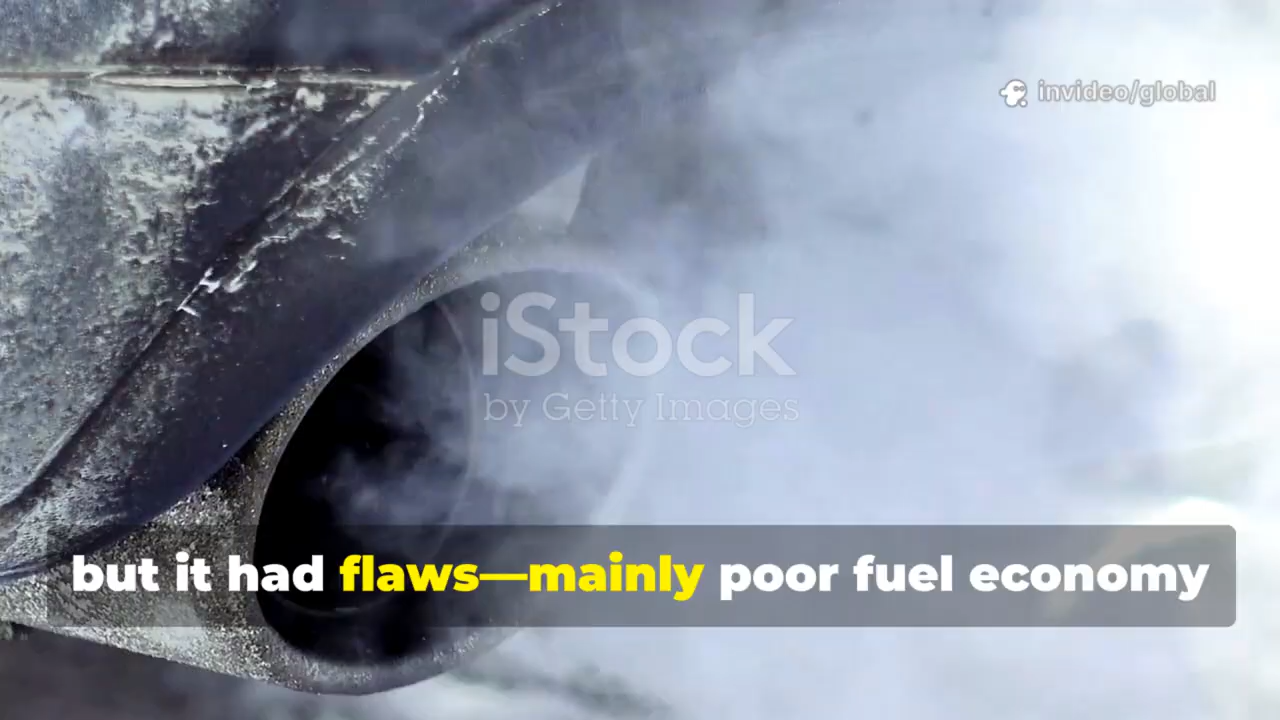 invideo/global
iStock
by Getty Images
but it had flaws—mainly poor fuel economy